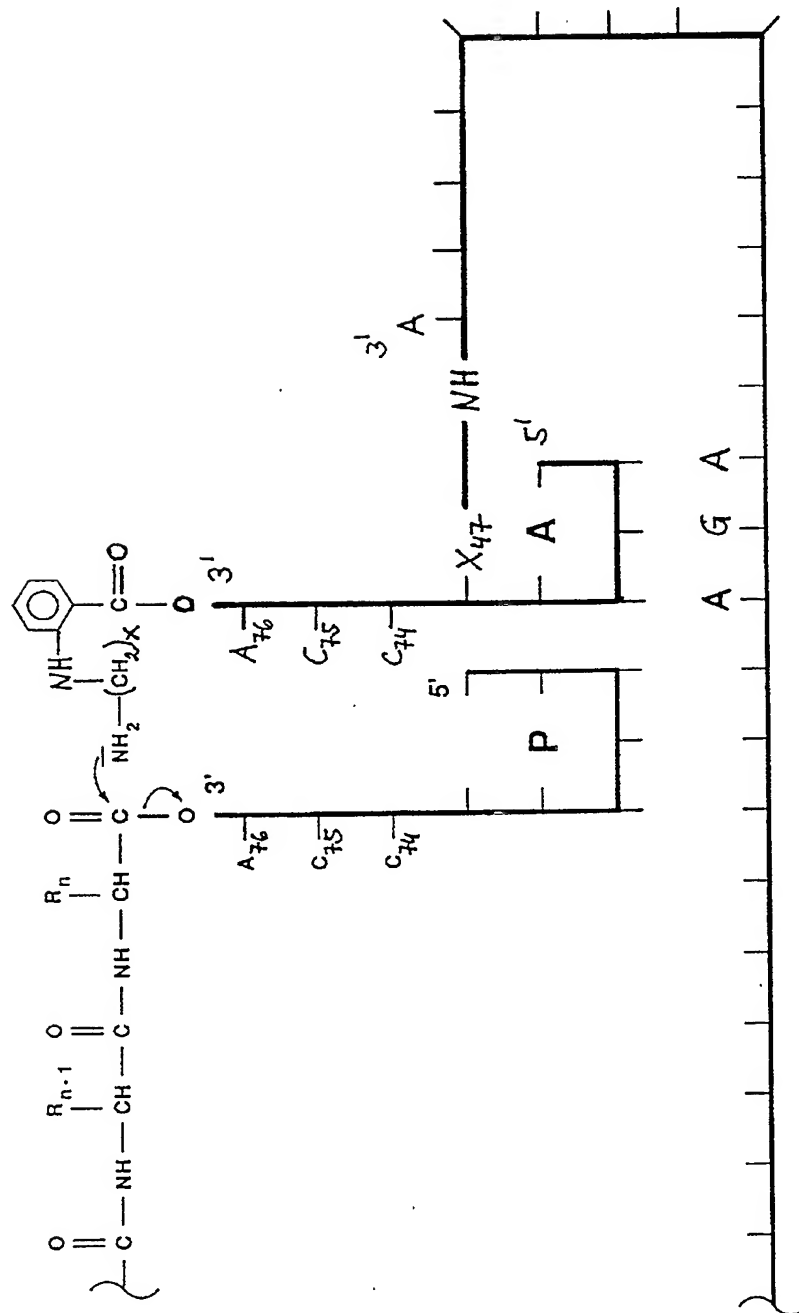 O R n-1 O R n O NH
C — NH — CH — C — NH — CH — C NH₂ —(CH₂)x C=O
O 3' O 3'
A76 A76
C75 C75
C74 C74
5' X47 — NH 3' A
P A 5'
A G A